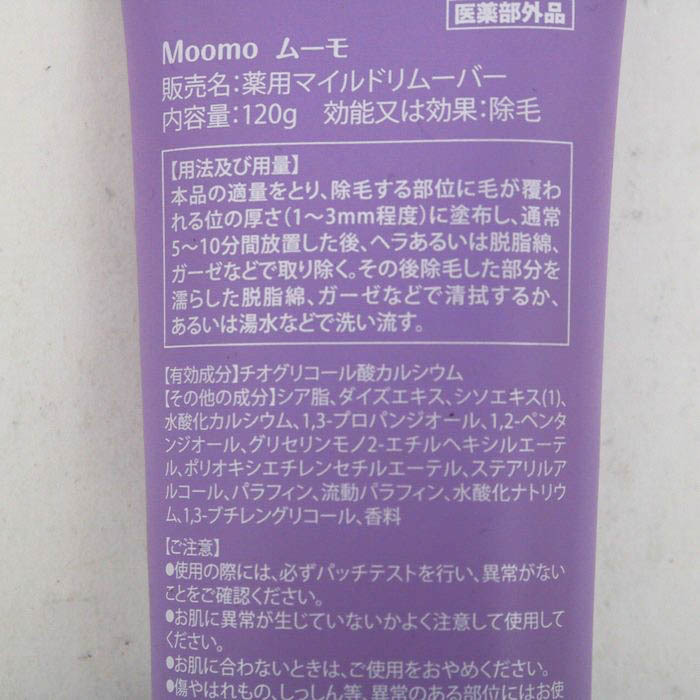 医薬部外品
Moomo ムーモ
販売名:薬用マイルドリムーバー
内容量:120g 効能又は効果:除毛
【用法及び用量】
本品の適量をとり、除毛する部位に毛が覆わ
れる位の厚さ(1～3mm程度)に塗布し、通常
5～10分間放置した後、ヘラあるいは脱脂綿、
ガーゼなどで取り除く。その後除毛した部分を
濡らした脱脂綿、ガーゼなどで清拭するか、
あるいは湯水などで洗い流す。
【有効成分】チオグリコール酸カルシウム
【その他の成分】シア脂、ダイズエキス、シソエキス(1)、
水酸化カルシウム、1,3-プロパンジオール、1,2-ペンタ
ンジオール、グリセリンモノ2-エチルヘキシルエーテ
ル、ポリオキシエチレンセチルエーテル、ステアリルア
ルコール、パラフィン、流動パラフィン、水酸化ナトリウ
ム、1,3-ブチレングリコール、香料
【ご注意】
●使用の際には、必ずパッチテストを行い、異常がない
ことをご確認ください。
●お肌に異常が生じていないかよく注意して使用して
ください。
●お肌に合わないときは、ご使用をおやめください。
●傷やはれもの、しっしん等、異常のある部位にはお使